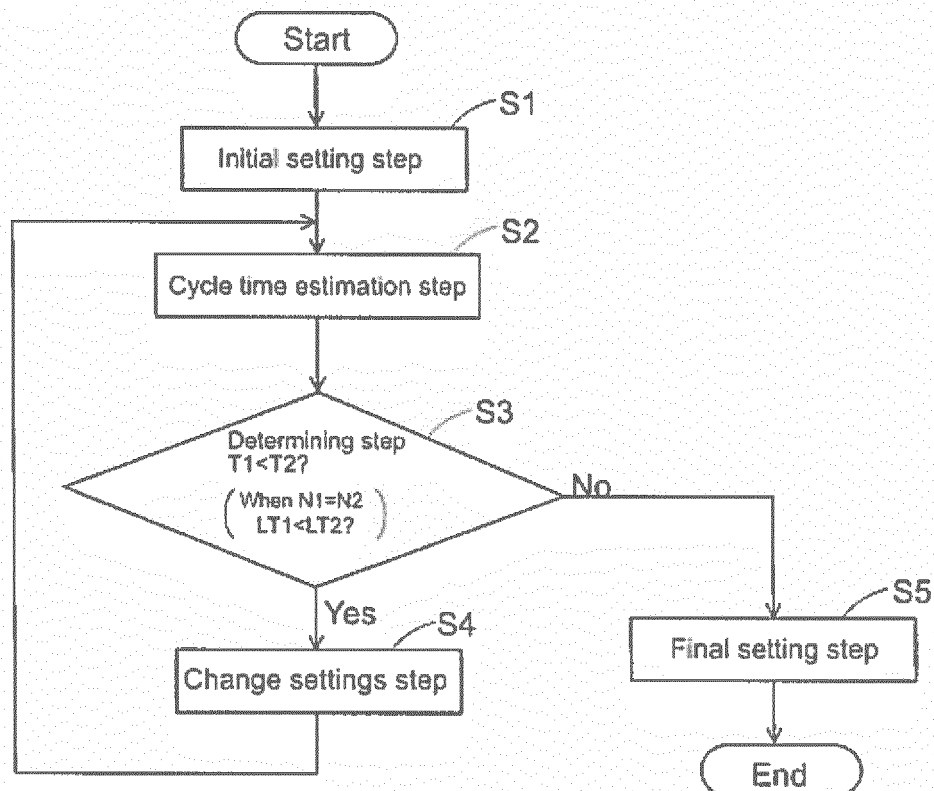 Start
S1
Initial setting step
S2
Cycle time estimation step
S3
Determining step
T1<T2?
(When N1=N2
LT1<LT2?)
No
Yes
S4
Change settings step
S5
Final setting step
End